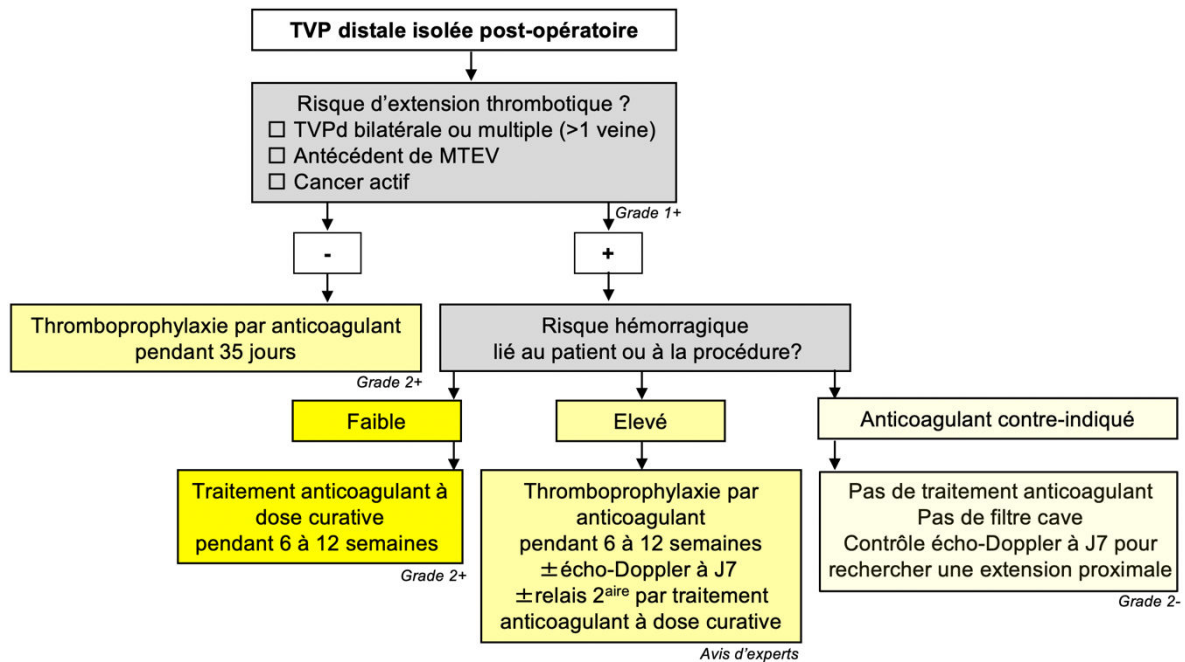 TVP distale isolée post-opératoire
Risque d'extension thrombotique ?
☐ TVPd bilatérale ou multiple (>1 veine)
☐ Antécédent de MTEV
☐ Cancer actif
Grade 1+
-
+
Thromboprophylaxie par anticoagulant
pendant 35 jours
Grade 2+
Risque hémorragique
lié au patient ou à la procédure?
Faible
Elevé
Anticoagulant contre-indiqué
Traitement anticoagulant à
dose curative
pendant 6 à 12 semaines
Grade 2+
Thromboprophylaxie par
anticoagulant
pendant 6 à 12 semaines
±écho-Doppler à J7
±relais 2aire par traitement
anticoagulant à dose curative
Avis d'experts
Pas de traitement anticoagulant
Pas de filtre cave
Contrôle écho-Doppler à J7 pour
rechercher une extension proximale
Grade 2-